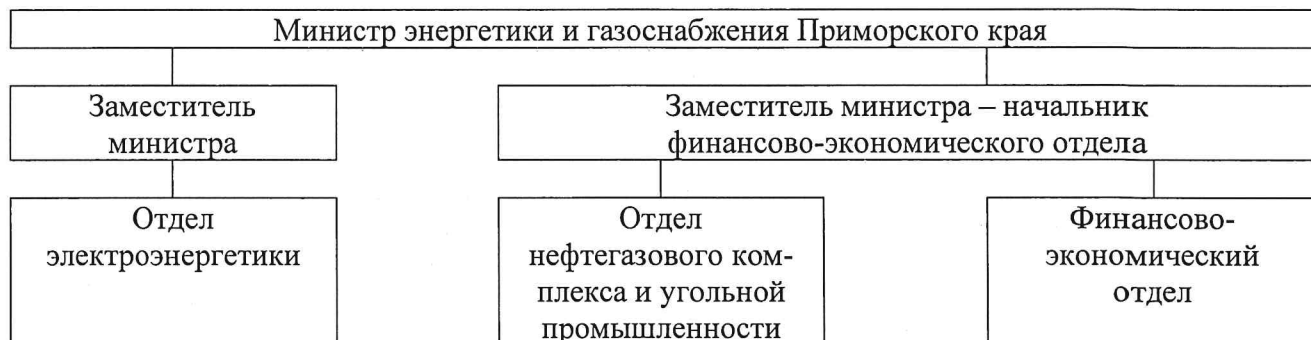 Министр энергетики и газоснабжения Приморского края
Заместитель
министра
Заместитель министра – начальник
финансово-экономического отдела
Отдел
электроэнергетики
Отдел
нефтегазового ком-
плекса и угольной
промышленности
Финансово-
экономический
отдел